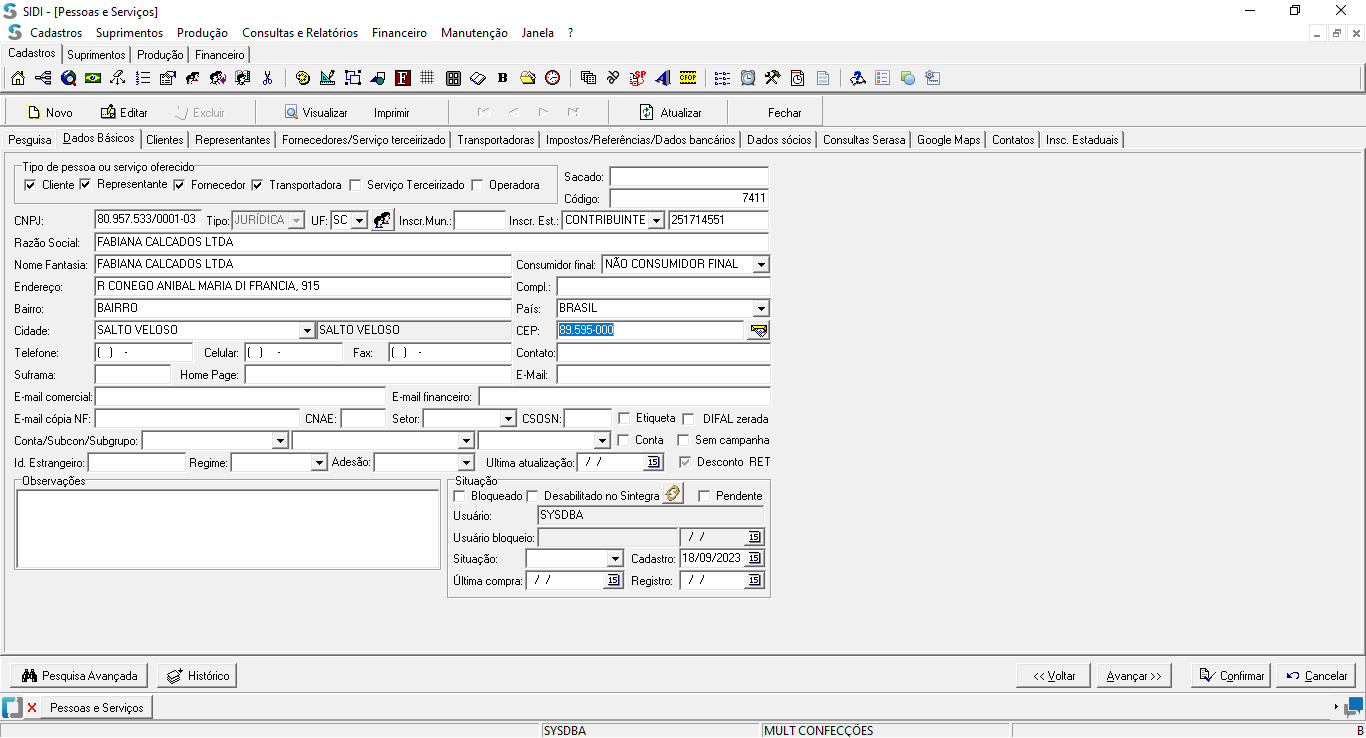 SIDI - [Pessoas e Serviços]
Cadastros Suprimentos Produção Consultas e Relatórios Financeiro Manutenção Janela ?
Cadastros Suprimentos Produção Financeiro
Novo Editar Excluir Visualizar Imprimir Atualizar Fechar
Pesquisa Dados Básicos Clientes Representantes Fornecedores/Serviço terceirizado Transportadoras Impostos/Referências/Dados bancários Dados sócios Consultas Serasa Google Maps Contatos Insc. Estaduais
Tipo de pessoa ou serviço oferecido
Cliente Representante Fornecedor Transportadora Serviço Terceirizado Operadora
Sacado:
Código: 7411
CNPJ: 80.957.533/0001-03 Tipo: JURÍDICA UF: SC Inscr.Mun.: Inscr. Est.: CONTRIBUINTE 251714551
Razão Social: FABIANA CALCADOS LTDA
Nome Fantasia: FABIANA CALCADOS LTDA Consumidor final: NÃO CONSUMIDOR FINAL
Endereço: R CONEGO ANIBAL MARIA DI FRANCIA, 915 Compl.:
Bairro: BAIRRO País: BRASIL
Cidade: SALTO VELOSO SALTO VELOSO CEP: 89.595-000
Telefone: ( ) - Celular: ( ) - Fax: ( ) - Contato:
Suframa: Home Page: E-Mail:
E-mail comercial: E-mail financeiro:
E-mail cópia NF: CNAE: Setor: CSOSN: Etiqueta DIFAL zerada
Conta/Subcon/Subgrupo: Conta Sem campanha
Id. Estrangeiro: Regime: Adesão: Ultima atualização: / / 15 Desconto RET
Observações
Situação
Bloqueado Desabilitado no Sintegra Pendente
Usuário: SYSDBA
Usuário bloqueio: / / 15
Situação: Cadastro: 18/09/2023 15
Última compra: / / 15 Registro: / / 15
Pesquisa Avançada Histórico << Voltar Avançar >> Confirmar Cancelar
Pessoas e Serviços
SYSDBA MULT CONFECÇÕES B